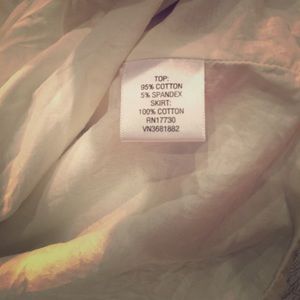 TOP:
95% COTTON
5% SPANDEX
SKIRT:
100% COTTON
RN17730
VN3681882